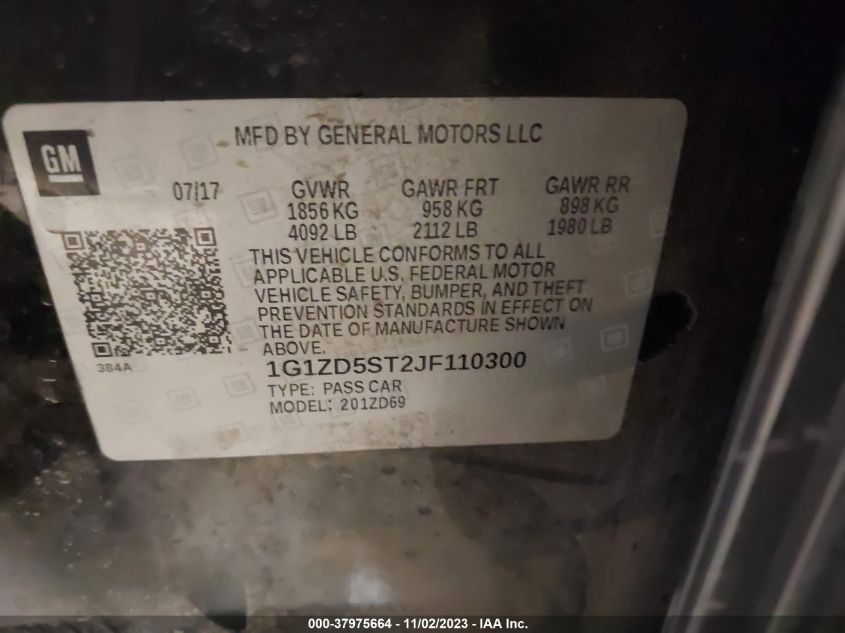 MFD BY GENERAL MOTORS LLC
GM
07/17 GVWR GAWR FRT GAWR RR
1856 KG 958 KG 898 KG
4092 LB 2112 LB 1980 LB
THIS VEHICLE CONFORMS TO ALL
APPLICABLE U.S. FEDERAL MOTOR
VEHICLE SAFETY, BUMPER, AND THEFT
PREVENTION STANDARDS IN EFFECT ON
THE DATE OF MANUFACTURE SHOWN
ABOVE.
384A
1G1ZD5ST2JF110300
TYPE: PASS CAR
MODEL: 201ZD69
000-37975664 - 11/02/2023 - IAA Inc.